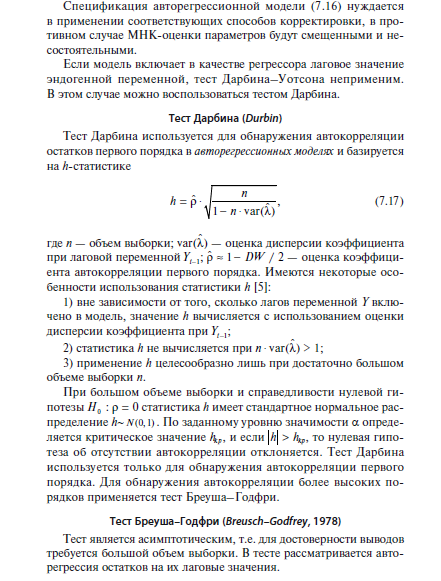 Спецификация авторегрессионной модели (7.16) нуждается
в применении соответствующих способов корректировки, в про-
тивном случае МНК-оценки параметров будут смещенными и не-
состоятельными.
Если модель включает в качестве регрессора лаговое значение
эндогенной переменной, тест Дарбина–Уотсона неприменим.
В этом случае можно воспользоваться тестом Дарбина.
Тест Дарбина (Durbin)
Тест Дарбина используется для обнаружения автокорреляции
остатков первого порядка в авторегрессионных моделях и базируется
на h-статистике
h = ρ̂ · √(n / (1 − n · var(λ̂))), (7.17)
где n — объем выборки; var(λ̂) — оценка дисперсии коэффициента
при лаговой переменной Y_{t−1}; ρ̂ ≈ 1 − DW / 2 — оценка коэффици-
ента автокорреляции первого порядка. Имеются некоторые осо-
бенности использования статистики h [5]:
1) вне зависимости от того, сколько лагов переменной Y вклю-
чено в модель, значение h вычисляется с использованием оценки
дисперсии коэффициента при Y_{t−1};
2) статистика h не вычисляется при n · var(λ̂) > 1;
3) применение h целесообразно лишь при достаточно большом
объеме выборки n.
При большом объеме выборки и справедливости нулевой ги-
потезы H₀ : ρ = 0 статистика h имеет стандартное нормальное рас-
пределение h~ N(0,1). По заданному уровню значимости α опреде-
ляется критическое значение h_{кр}, и если |h| > h_{кр}, то нулевая гипо-
теза об отсутствии автокорреляции отклоняется. Тест Дарбина
используется только для обнаружения автокорреляции первого
порядка. Для обнаружения автокорреляции более высоких по-
рядков применяется тест Бреуша–Годфри.
Тест Бреуша–Годфри (Breusch–Godfrey, 1978)
Тест является асимптотическим, т.е. для достоверности выводов
требуется большой объем выборки. В тесте рассматривается авто-
регрессия остатков на их лаговые значения.